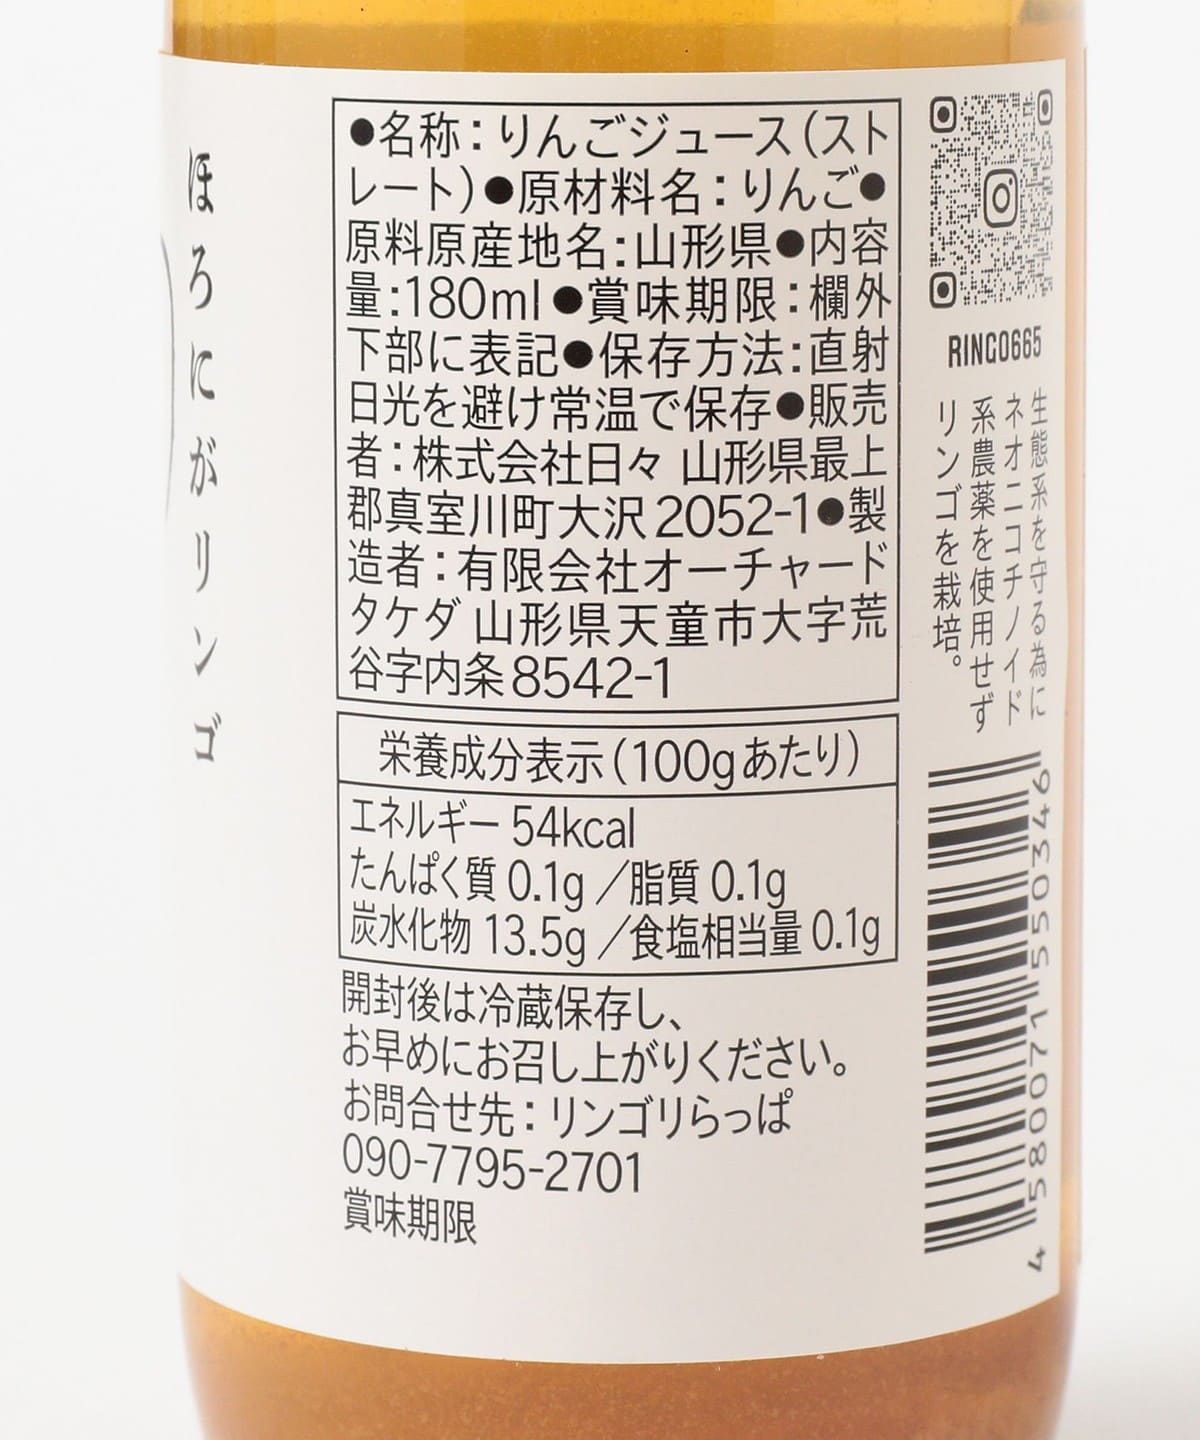 ほろにがリンゴ
●名称：りんごジュース（スト
レート）●原材料名：りんご●
原料原産地名：山形県●内容
量：180ml●賞味期限：欄外
下部に表記●保存方法：直射
日光を避け常温で保存●販売
者：株式会社日々 山形県最上
郡真室川町大沢2052-1●製
造者：有限会社オーチャード
タケダ 山形県天童市大字荒
谷字内条8542-1
栄養成分表示（100gあたり）
エネルギー 54kcal
たんぱく質 0.1g／脂質 0.1g
炭水化物 13.5g／食塩相当量 0.1g
開封後は冷蔵保存し、
お早めにお召し上がりください。
お問合せ先：リンゴリらっぱ
090-7795-2701
賞味期限
RINGO665
生態系を守る為に
ネオニコチノイド
系農薬を使用せず
リンゴを栽培。
4 580071 550346